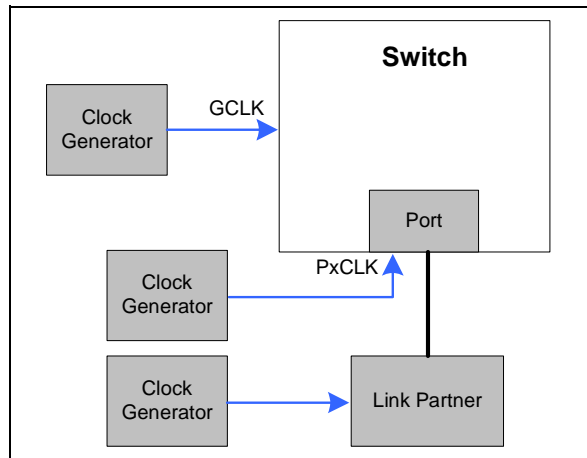 Switch
Clock
Generator
GCLK
Port
PxCLK
Clock
Generator
Clock
Generator
Link Partner